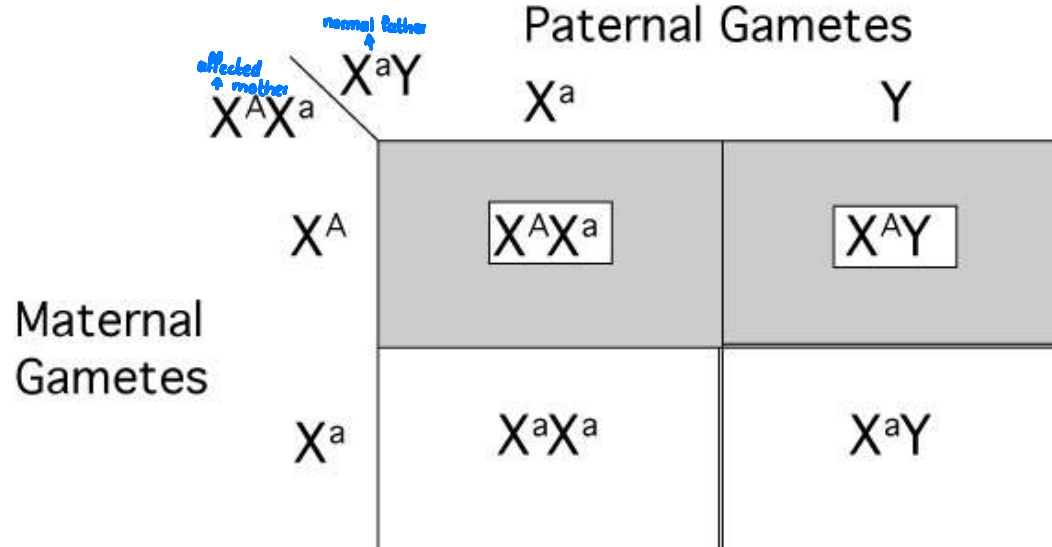 Paternal Gametes
normal father
affected
mother
XᵃY
XᴬXᵃ
Xᵃ Y
Xᴬ XᴬXᵃ XᴬY
Maternal
Gametes
Xᵃ XᵃXᵃ XᵃY